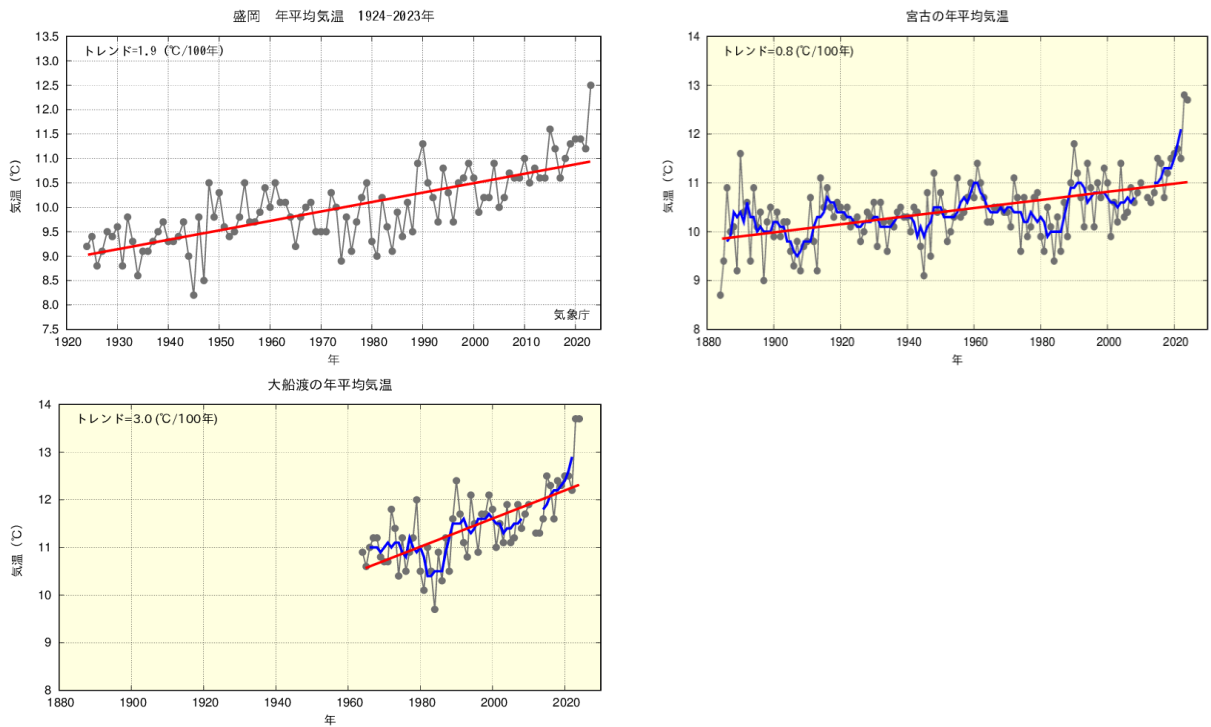 盛岡　年平均気温　1924-2023年
トレンド=1.9 (℃/100年)
気温 (℃)
13.5
13.0
12.5
12.0
11.5
11.0
10.5
10.0
9.5
9.0
8.5
8.0
7.5
気象庁
1920 1930 1940 1950 1960 1970 1980 1990 2000 2010 2020
年
宮古の年平均気温
トレンド=0.8 (℃/100年)
気温 (℃)
14
13
12
11
10
9
8
1880 1900 1920 1940 1960 1980 2000 2020
年
大船渡の年平均気温
トレンド=3.0 (℃/100年)
気温 (℃)
14
13
12
11
10
9
8
1880 1900 1920 1940 1960 1980 2000 2020
年